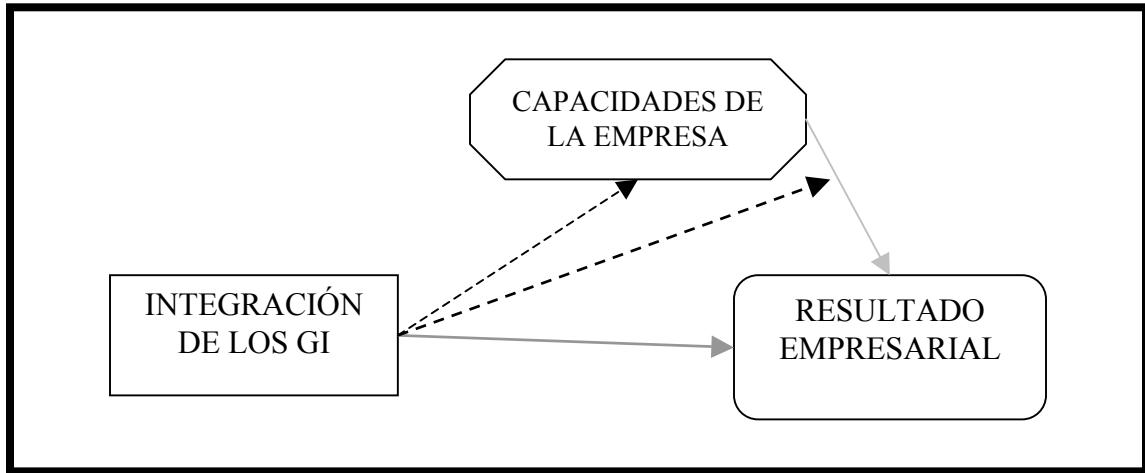 CAPACIDADES DE
LA EMPRESA
INTEGRACIÓN
DE LOS GI
RESULTADO
EMPRESARIAL